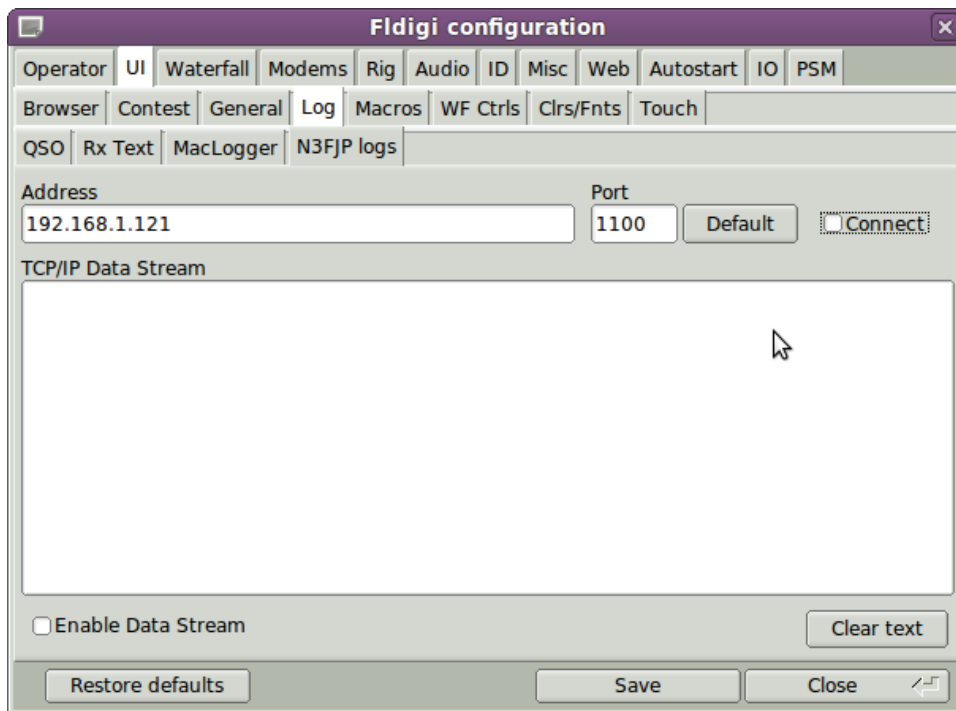 Fldigi configuration
Operator UI Waterfall Modems Rig Audio ID Misc Web Autostart IO PSM
Browser Contest General Log Macros WF Ctrls Clrs/Fnts Touch
QSO Rx Text MacLogger N3FJP logs
Address Port
192.168.1.121 1100 Default Connect
TCP/IP Data Stream
Enable Data Stream Clear text
Restore defaults Save Close